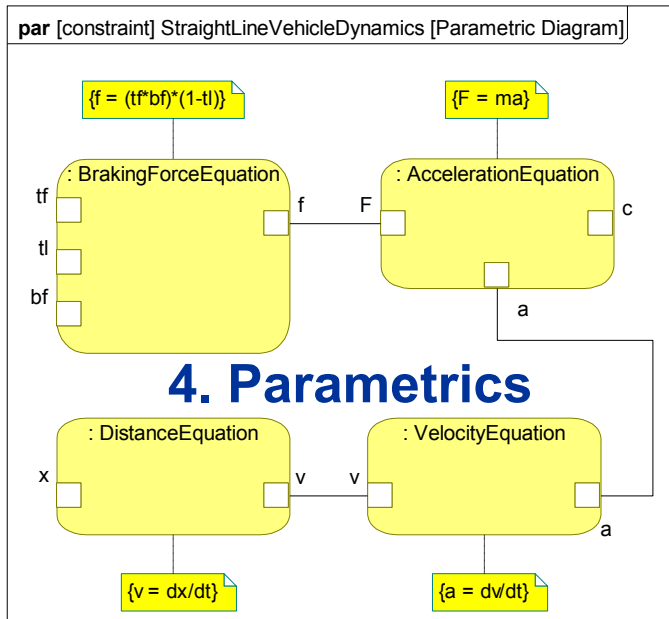 par [constraint] StraightLineVehicleDynamics [Parametric Diagram]
{f = (tf*bf)*(1-tl)}
{F = ma}
: BrakingForceEquation
: AccelerationEquation
tf
f
F
c
tl
bf
a
4. Parametrics
: DistanceEquation
: VelocityEquation
x
v
v
a
{v = dx/dt}
{a = dv/dt}